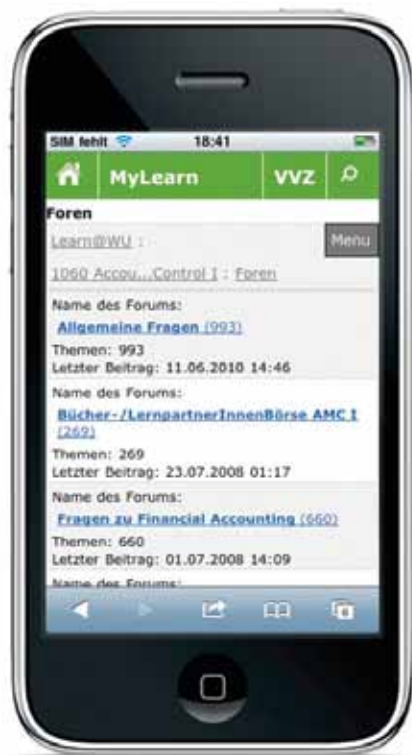 SIM fehlt 18:41
MyLearn VVZ
Foren
Learn@WU : Menu
1060 Accou...Control I : Foren
Name des Forums:
Allgemeine Fragen (993)
Themen: 993
Letzter Beitrag: 11.06.2010 14:46
Name des Forums:
Bücher-/LernpartnerInnenBörse AMC I
(269)
Themen: 269
Letzter Beitrag: 23.07.2008 01:17
Name des Forums:
Fragen zu Financial Accounting (660)
Themen: 660
Letzter Beitrag: 01.07.2008 14:09
Name des Forums: